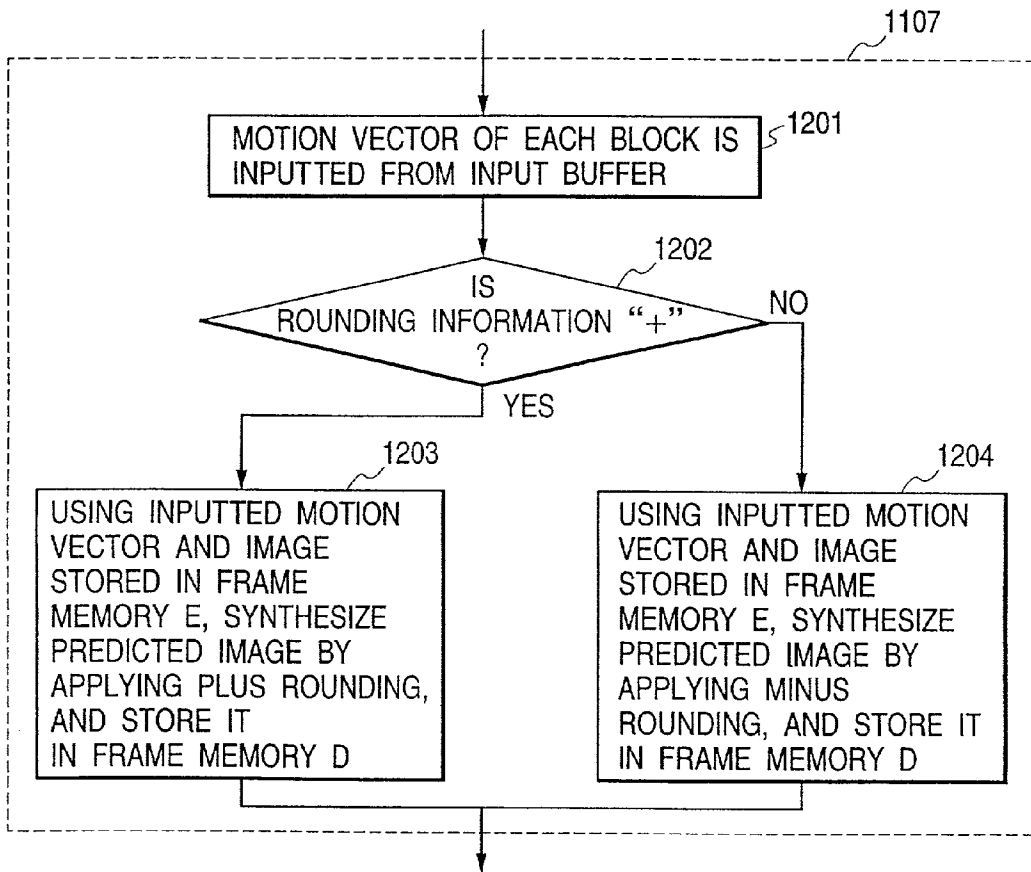 1107
1201
MOTION VECTOR OF EACH BLOCK IS
INPUTTED FROM INPUT BUFFER
1202
IS
ROUNDING INFORMATION “+”
?
NO
YES
1203
USING INPUTTED MOTION
VECTOR AND IMAGE
STORED IN FRAME
MEMORY E, SYNTHESIZE
PREDICTED IMAGE BY
APPLYING PLUS ROUNDING,
AND STORE IT
IN FRAME MEMORY D
1204
USING INPUTTED MOTION
VECTOR AND IMAGE
STORED IN FRAME
MEMORY E, SYNTHESIZE
PREDICTED IMAGE BY
APPLYING MINUS
ROUNDING, AND STORE IT
IN FRAME MEMORY D